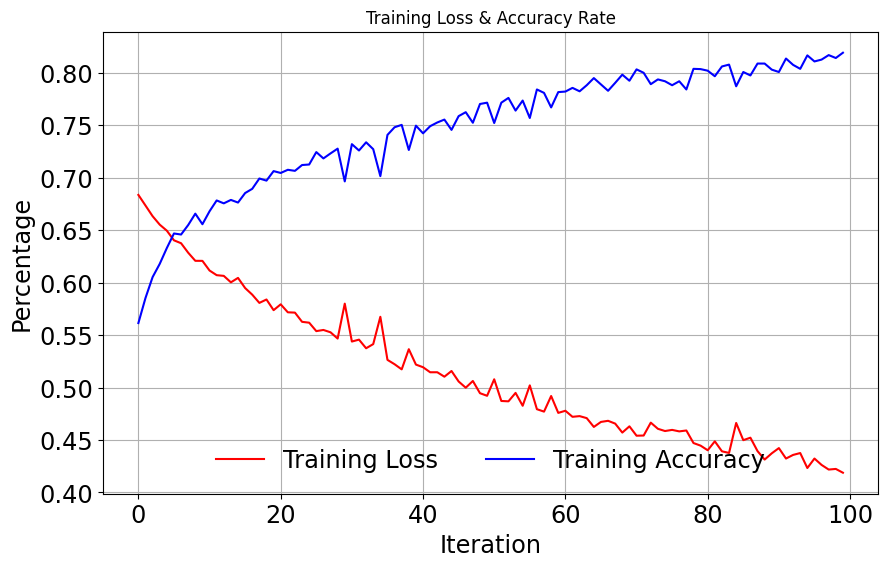 Training Loss & Accuracy Rate
Percentage
0.80
0.75
0.70
0.65
0.60
0.55
0.50
0.45
0.40
Training Loss Training Accuracy
0 20 40 60 80 100
Iteration